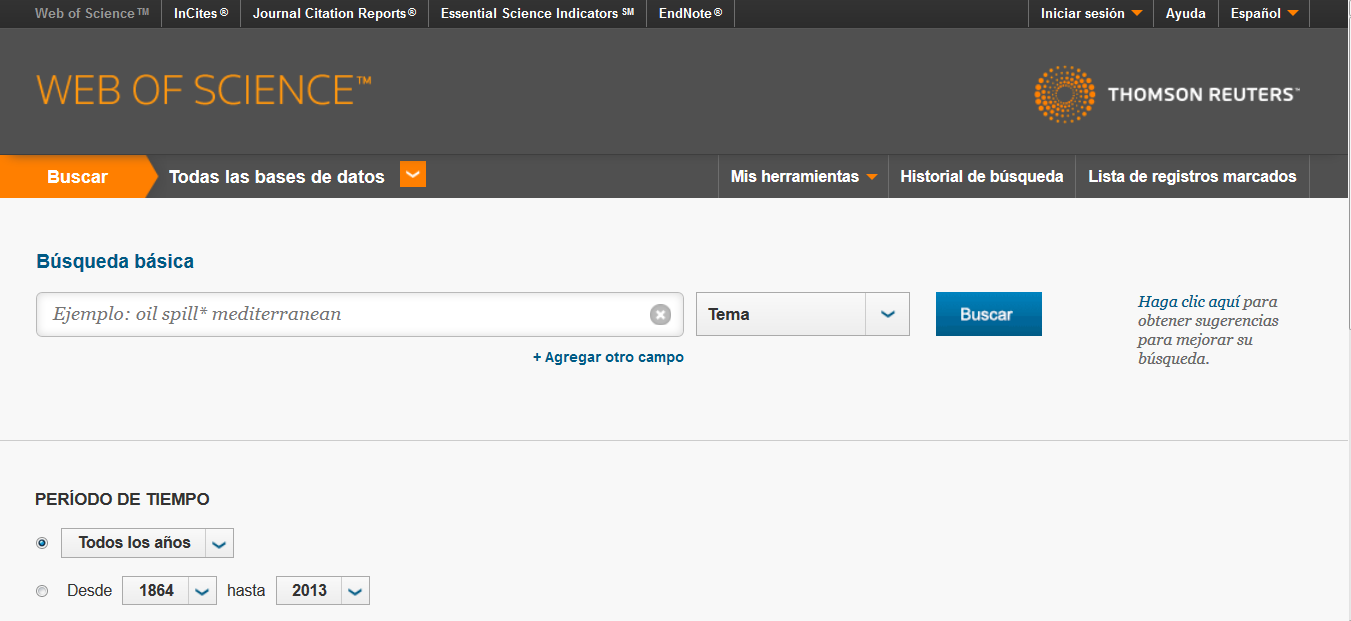 Web of Science™ InCites® Journal Citation Reports® Essential Science Indicators℠ EndNote® Iniciar sesión Ayuda Español
WEB OF SCIENCE™
THOMSON REUTERS™
Buscar Todas las bases de datos Mis herramientas Historial de búsqueda Lista de registros marcados
Búsqueda básica
Ejemplo: oil spill* mediterranean Tema Buscar
Haga clic aquí para
obtener sugerencias
para mejorar su
búsqueda.
+ Agregar otro campo
PERÍODO DE TIEMPO
Todos los años
Desde 1864 hasta 2013